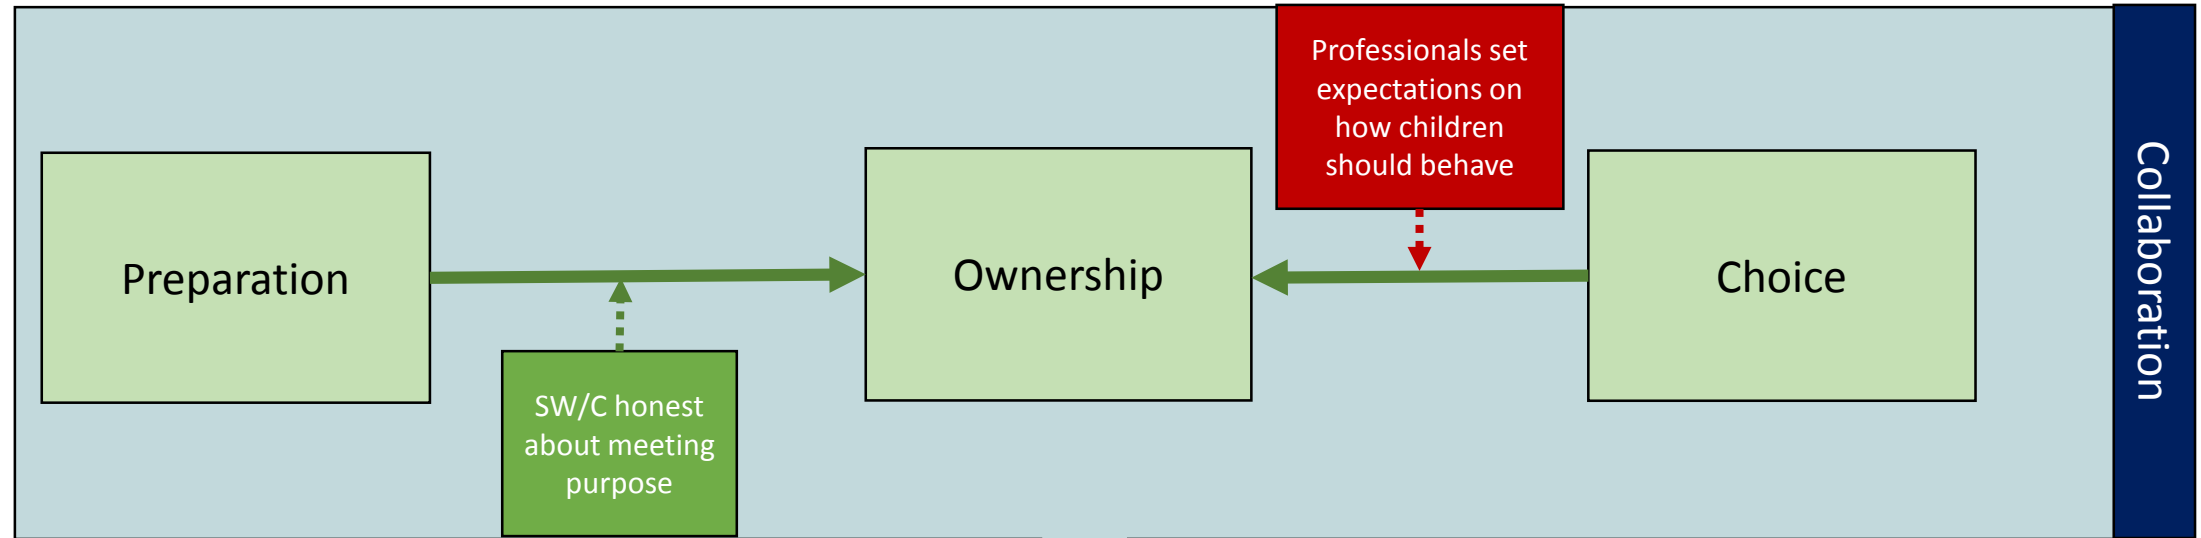 Professionals set
expectations on
how children
should behave
Preparation
Ownership
Choice
SW/C honest
about meeting
purpose
Collaboration